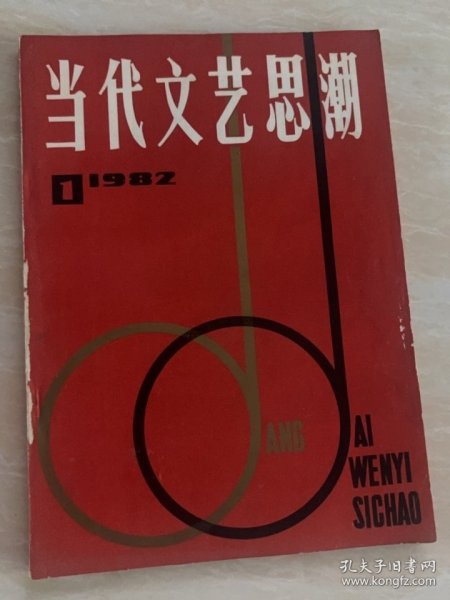 当代文艺思潮
1 1982
ANG
AI
WENYI
SICHAO
孔夫子旧书网
www.kongfz.com